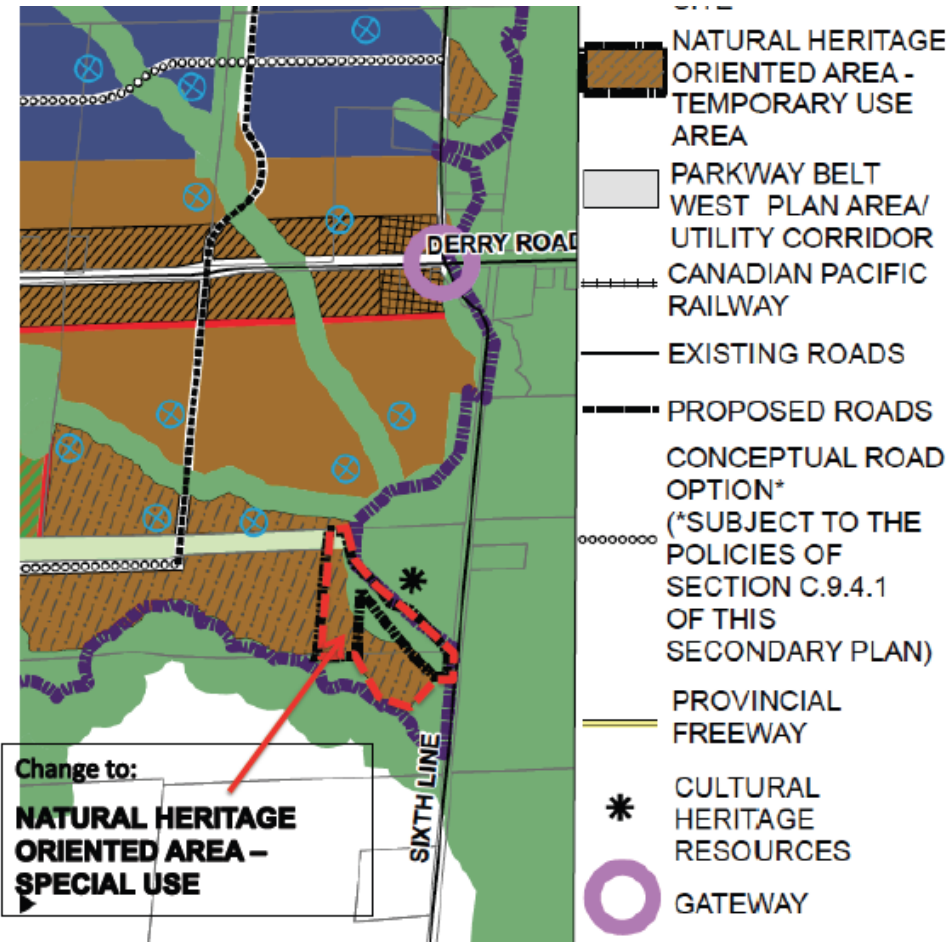 NATURAL HERITAGE
ORIENTED AREA -
TEMPORARY USE
AREA
PARKWAY BELT
WEST PLAN AREA/
UTILITY CORRIDOR
CANADIAN PACIFIC
RAILWAY
EXISTING ROADS
PROPOSED ROADS
CONCEPTUAL ROAD
OPTION*
(*SUBJECT TO THE
POLICIES OF
SECTION C.9.4.1
OF THIS
SECONDARY PLAN)
PROVINCIAL
FREEWAY
CULTURAL
HERITAGE
RESOURCES
GATEWAY
DERRY ROAD
SIXTH LINE
Change to:
NATURAL HERITAGE
ORIENTED AREA –
SPECIAL USE